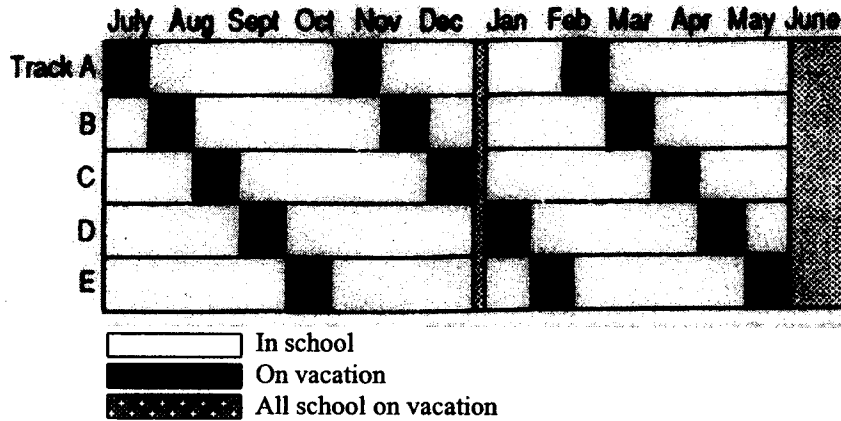 July Aug Sept Oct Nov Dec Jan Feb Mar Apr May June
Track A
B
C
D
E
In school
On vacation
All school on vacation